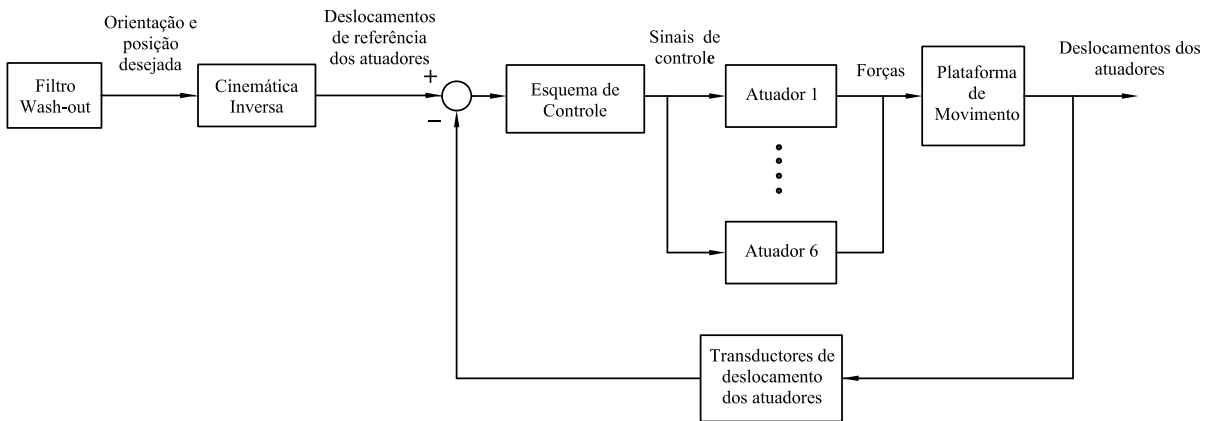 Orientação e
posição
desejada
Deslocamentos
de referência
dos atuadores
Sinais de
controle
Forças
Deslocamentos dos
atuadores
Filtro
Wash-out
Cinemática
Inversa
+
−
Esquema de
Controle
Atuador 1
Plataforma
de
Movimento
Atuador 6
Transductores de
deslocamento
dos atuadores